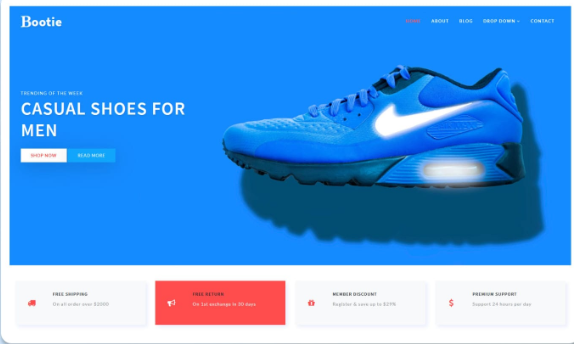 Bootie
HOME ABOUT BLOG DROP DOWN CONTACT
TRENDING OF THE WEEK
CASUAL SHOES FOR
MEN
SHOP NOW READ MORE
FREE SHIPPING
On all order over $2000
FREE RETURN
On 1st exchange in 30 days
MEMBER DISCOUNT
Register & save up to $29%
PREMIUM SUPPORT
Support 24 hours per day